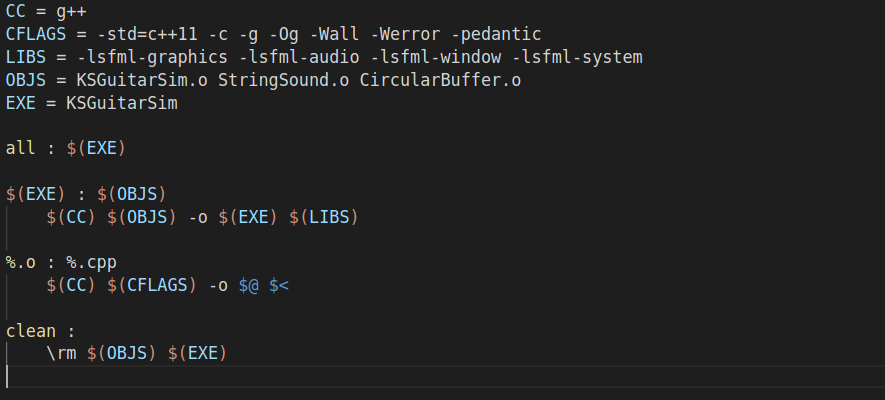 CC = g++
CFLAGS = -std=c++11 -c -g -Og -Wall -Werror -pedantic
LIBS = -lsfml-graphics -lsfml-audio -lsfml-window -lsfml-system
OBJS = KSGuitarSim.o StringSound.o CircularBuffer.o
EXE = KSGuitarSim
all : $(EXE)
$(EXE) : $(OBJS)
    $(CC) $(OBJS) -o $(EXE) $(LIBS)
%.o : %.cpp
    $(CC) $(CFLAGS) -o $@ $<
clean :
    \rm $(OBJS) $(EXE)